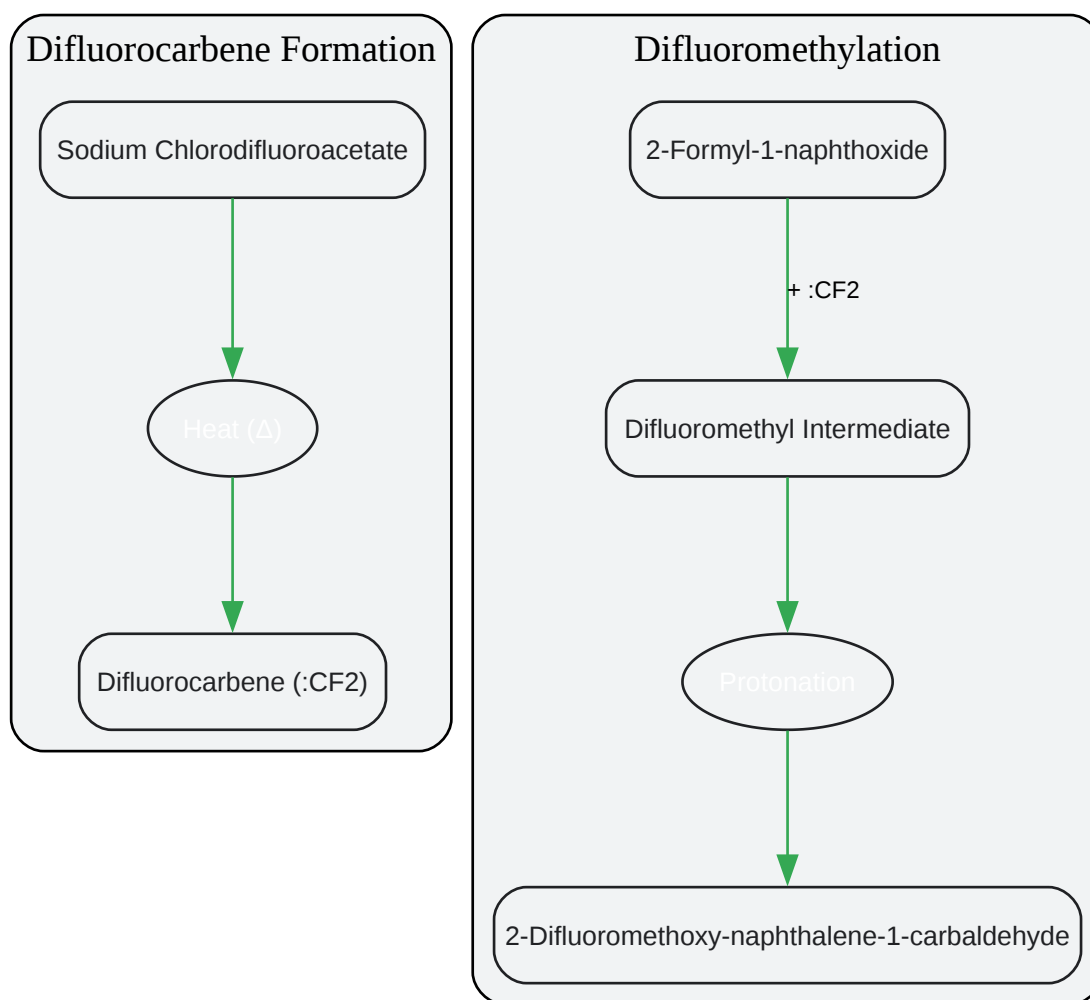 Difluorocarbene Formation
Sodium Chlorodifluoroacetate
Heat (Δ)
Difluorocarbene (:CF2)
Difluoromethylation
2-Formyl-1-naphthoxide
+ :CF2
Difluoromethyl Intermediate
Protonation
2-Difluoromethoxy-naphthalene-1-carbaldehyde